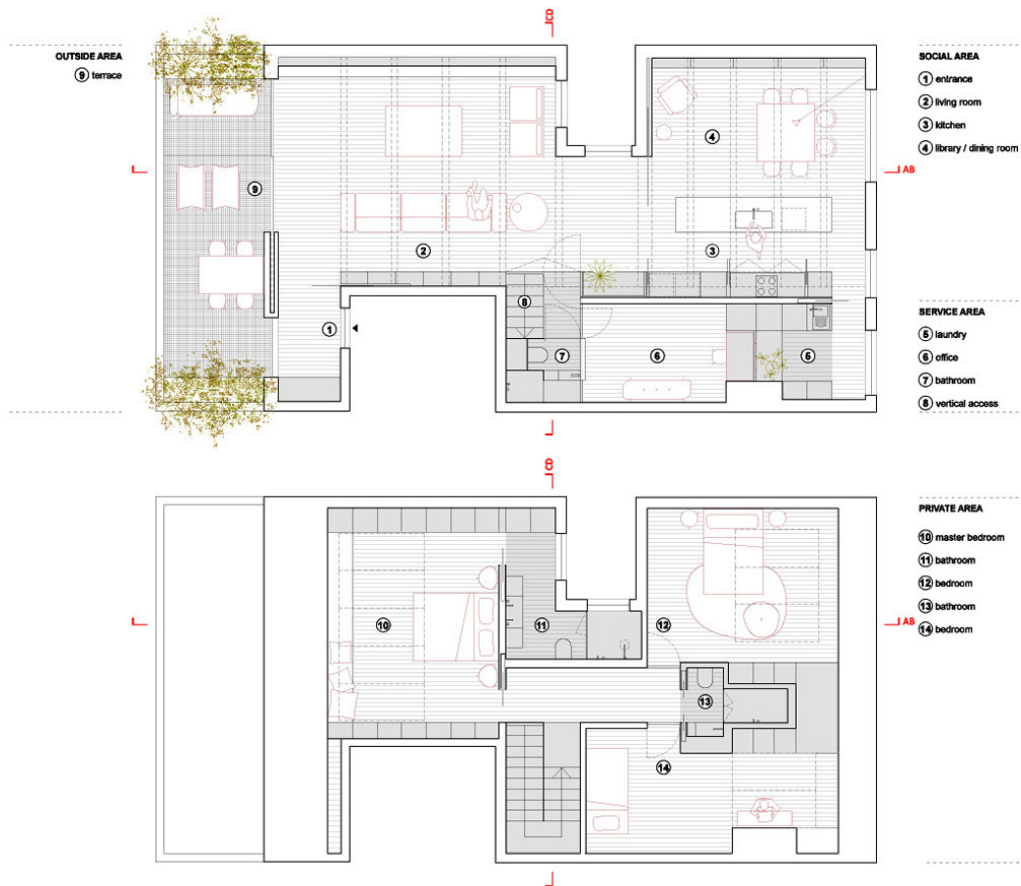 CD
OUTSIDE AREA
9 terrace
SOCIAL AREA
1 entrance
2 living room
3 kitchen
4 library / dining room
4
AB
9
2
3
8
1
7
6
5
SERVICE AREA
5 laundry
6 office
7 bathroom
8 vertical access
CD
PRIVATE AREA
10 master bedroom
11 bathroom
12 bedroom
13 bathroom
14 bedroom
10
11
12
AB
13
14